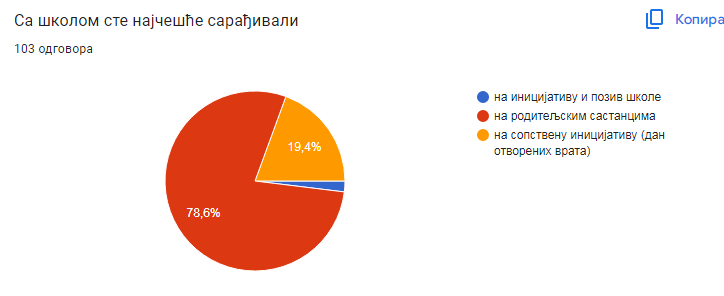 Са школом сте најчешће сарађивали
Копира
103 одговора
на иницијативу и позив школе
на родитељским састанцима
на сопствену иницијативу (дан
отворених врата)
19,4%
78,6%